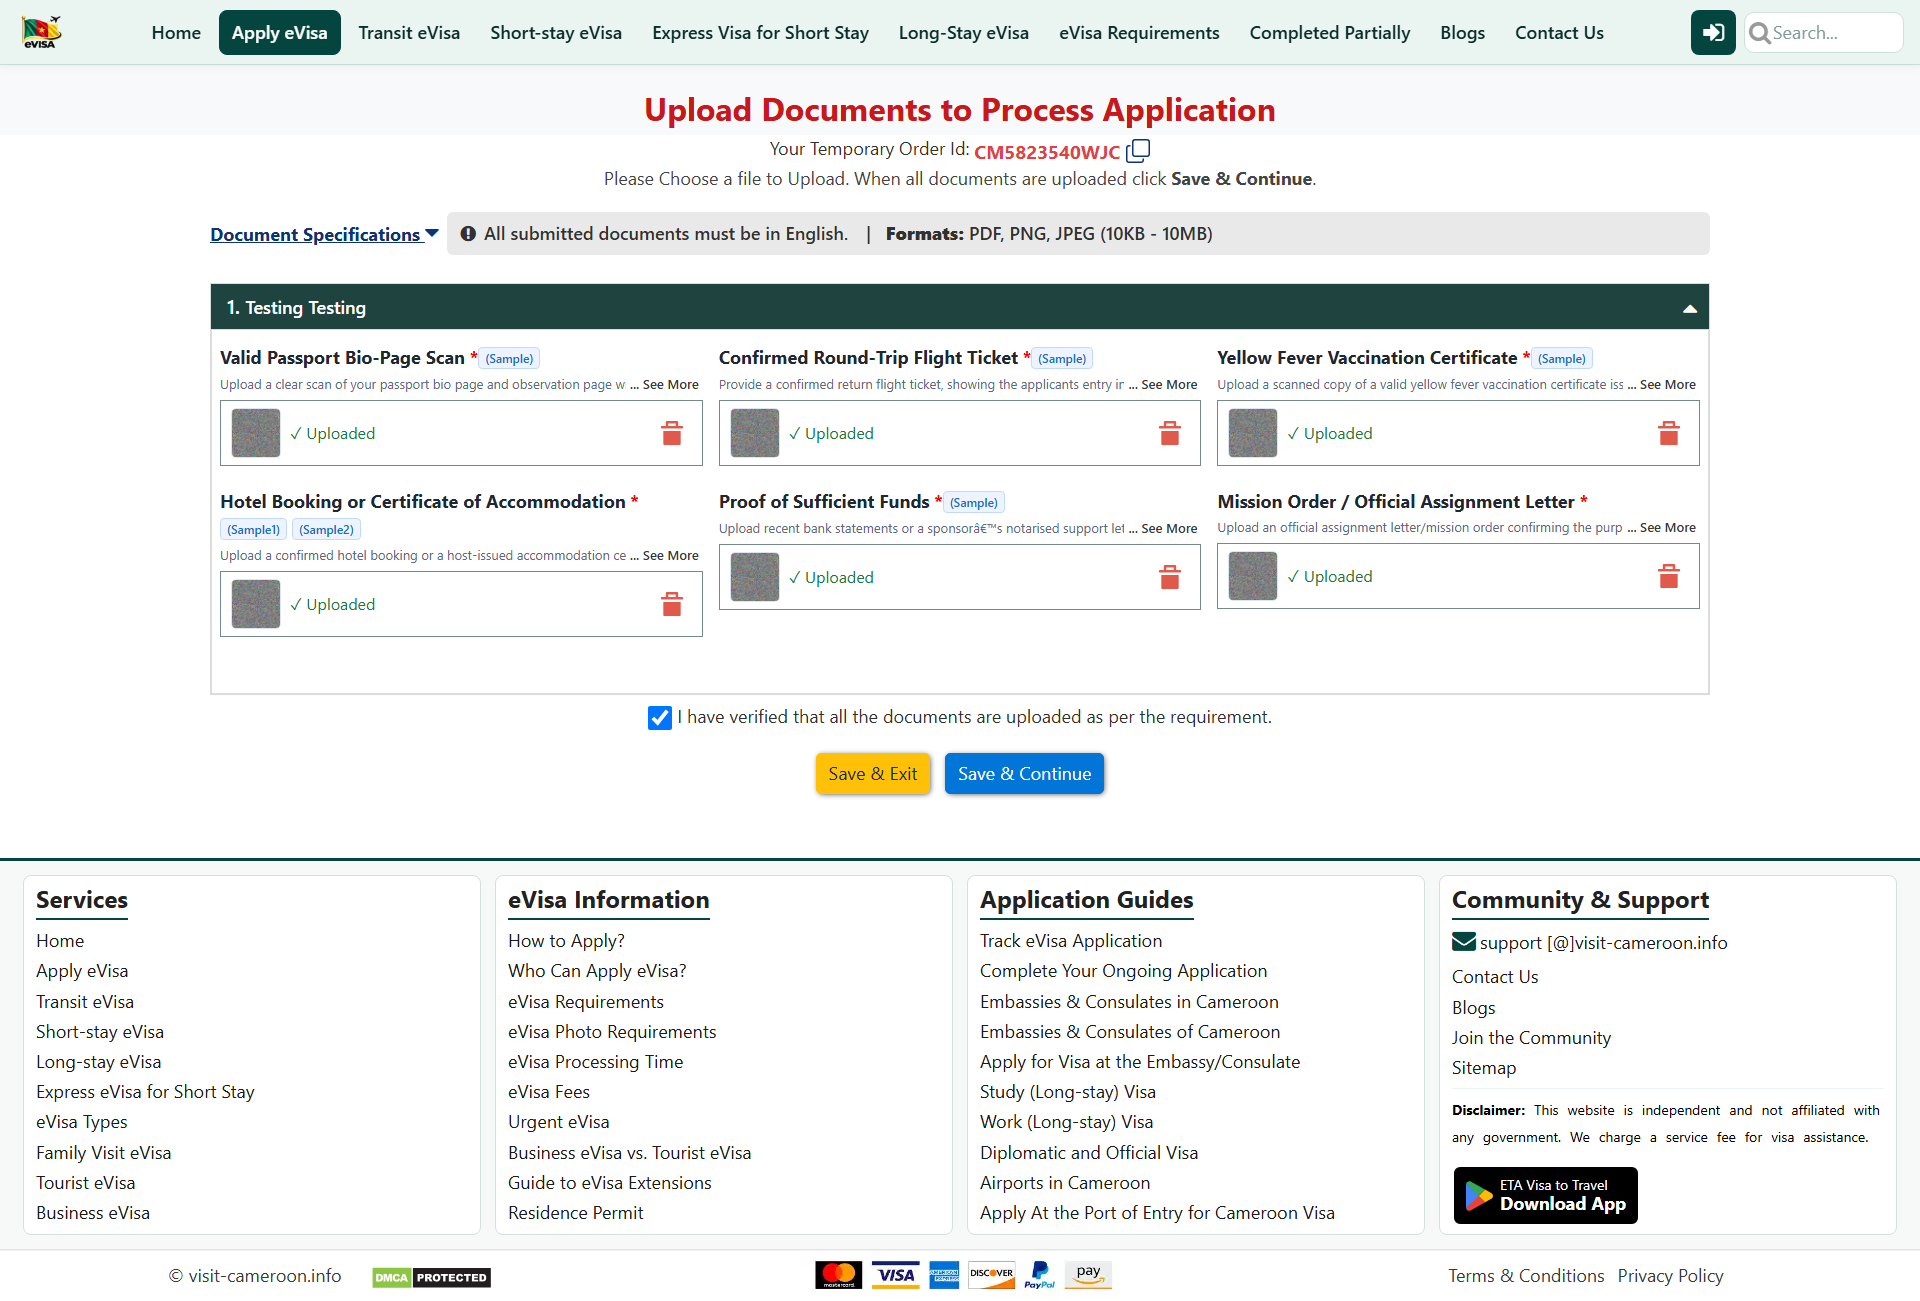 eVISA
Home
Apply eVisa
Transit eVisa
Short-stay eVisa
Express Visa for Short Stay
Long-Stay eVisa
eVisa Requirements
Completed Partially
Blogs
Contact Us
Search...
Upload Documents to Process Application
Your Temporary Order Id: CM5823540WJC
Please Choose a file to Upload. When all documents are uploaded click Save & Continue.
Document Specifications
All submitted documents must be in English. | Formats: PDF, PNG, JPEG (10KB - 10MB)
1. Testing Testing
Valid Passport Bio-Page Scan * (Sample)
Upload a clear scan of your passport bio page and observation page w ... See More
✓ Uploaded
Confirmed Round-Trip Flight Ticket * (Sample)
Provide a confirmed return flight ticket, showing the applicants entry ir ... See More
✓ Uploaded
Yellow Fever Vaccination Certificate * (Sample)
Upload a scanned copy of a valid yellow fever vaccination certificate iss ... See More
✓ Uploaded
Hotel Booking or Certificate of Accommodation *
(Sample1) (Sample2)
Upload a confirmed hotel booking or a host-issued accommodation ce ... See More
✓ Uploaded
Proof of Sufficient Funds * (Sample)
Upload recent bank statements or a sponsorâ€™s notarised support let ... See More
✓ Uploaded
Mission Order / Official Assignment Letter *
Upload an official assignment letter/mission order confirming the purp ... See More
✓ Uploaded
I have verified that all the documents are uploaded as per the requirement.
Save & Exit
Save & Continue
Services
Home
Apply eVisa
Transit eVisa
Short-stay eVisa
Long-stay eVisa
Express eVisa for Short Stay
eVisa Types
Family Visit eVisa
Tourist eVisa
Business eVisa
eVisa Information
How to Apply?
Who Can Apply eVisa?
eVisa Requirements
eVisa Photo Requirements
eVisa Processing Time
eVisa Fees
Urgent eVisa
Business eVisa vs. Tourist eVisa
Guide to eVisa Extensions
Residence Permit
Application Guides
Track eVisa Application
Complete Your Ongoing Application
Embassies & Consulates in Cameroon
Embassies & Consulates of Cameroon
Apply for Visa at the Embassy/Consulate
Study (Long-stay) Visa
Work (Long-stay) Visa
Diplomatic and Official Visa
Airports in Cameroon
Apply At the Port of Entry for Cameroon Visa
Community & Support
support [@]visit-cameroon.info
Contact Us
Blogs
Join the Community
Sitemap
Disclaimer: This website is independent and not affiliated with
any government. We charge a service fee for visa assistance.
ETA Visa to Travel
Download App
© visit-cameroon.info
DMCA PROTECTED
mastercard
VISA
AMERICAN EXPRESS
DISCOVER
PayPal
pay
Terms & Conditions
Privacy Policy